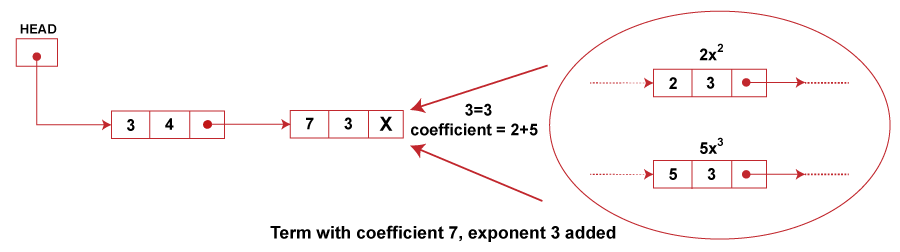 HEAD
3 4
7 3 X
3=3
coefficient = 2+5
2x²
2 3
5x³
5 3
Term with coefficient 7, exponent 3 added